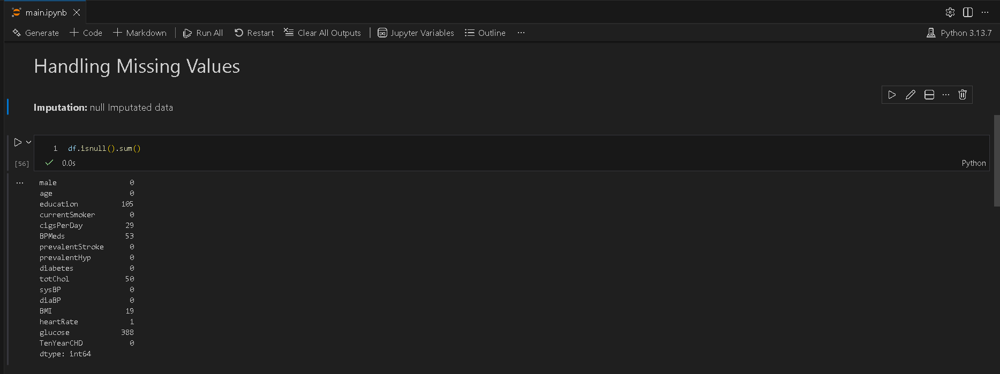 main.ipynb
Generate + Code + Markdown Run All Restart Clear All Outputs Jupyter Variables Outline ... Python 3.13.7
Handling Missing Values
Imputation: null Imputated data
1 df.isnull().sum()
[56] 0.0s Python
male 0
age 0
education 105
currentSmoker 0
cigsPerDay 29
BPMeds 53
prevalentStroke 0
prevalentHyp 0
diabetes 0
totChol 50
sysBP 0
diaBP 0
BMI 19
heartRate 1
glucose 388
TenYearCHD 0
dtype: int64